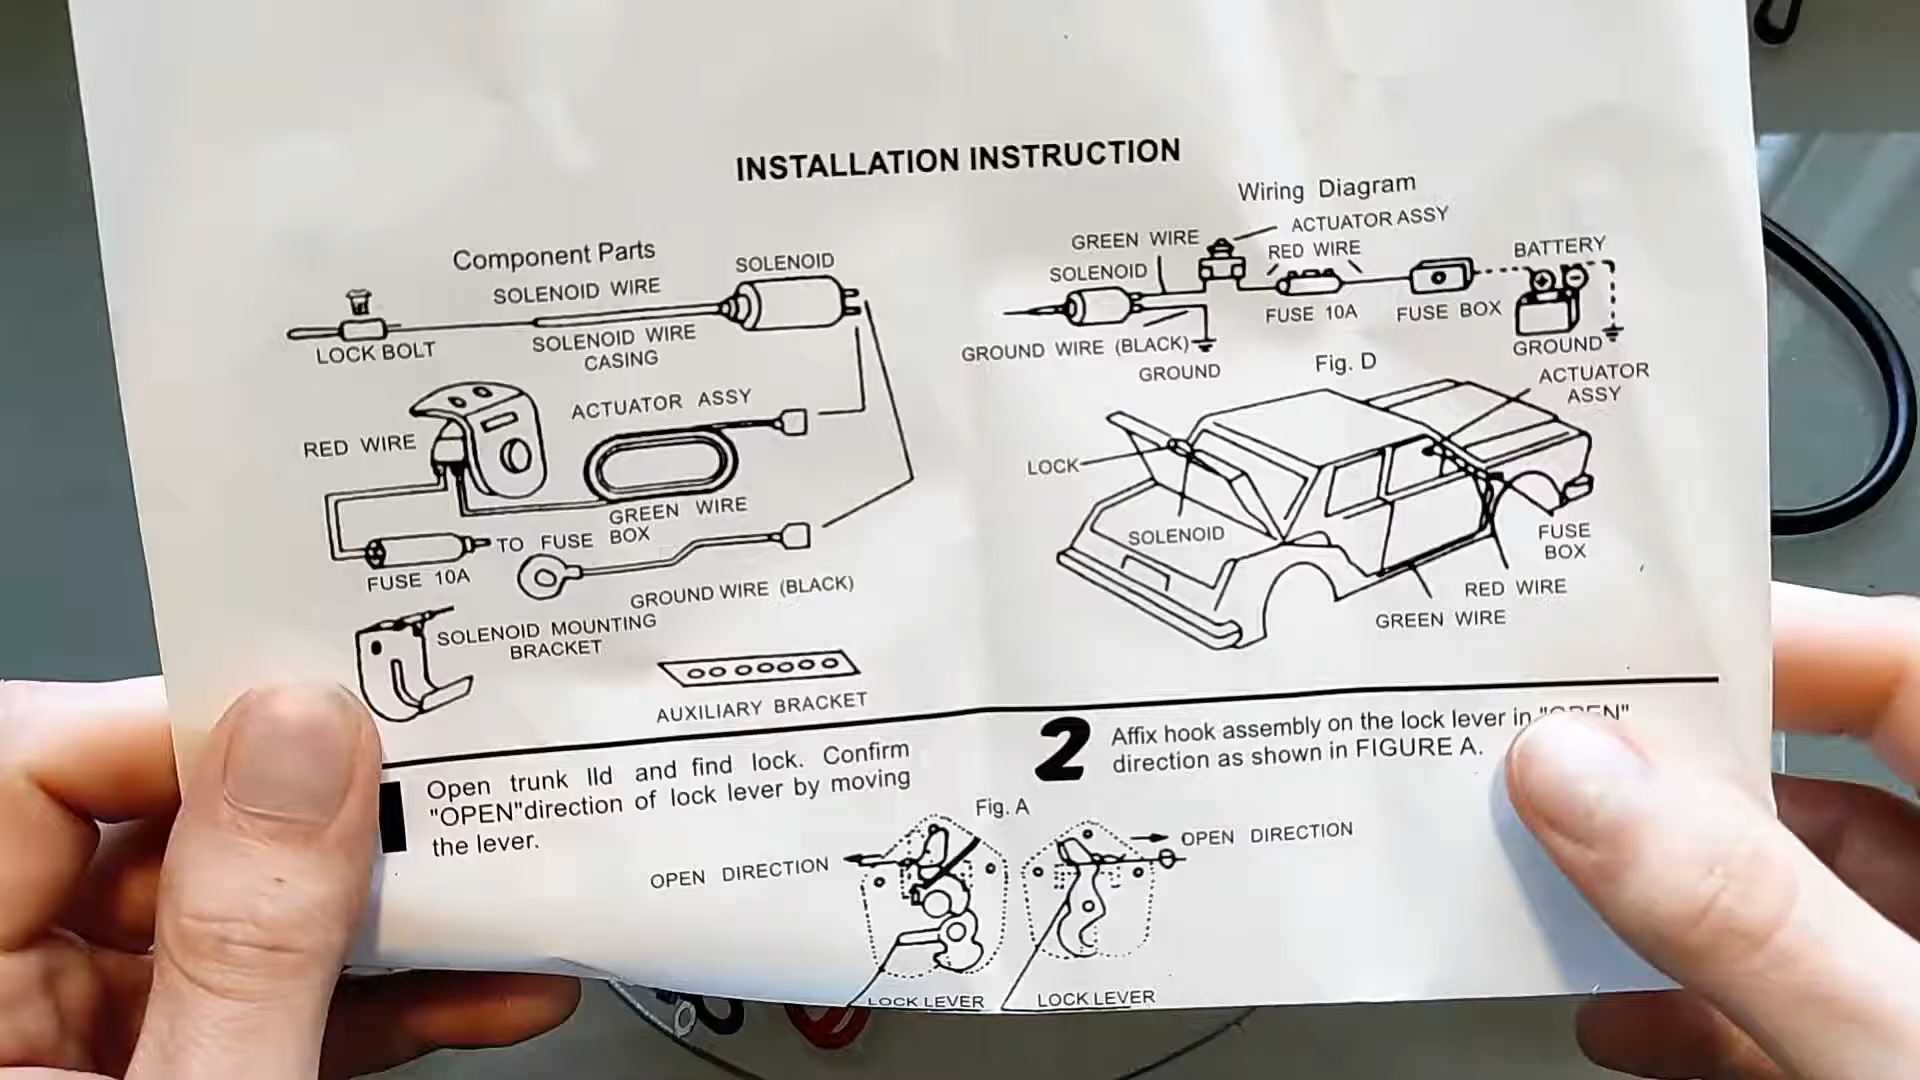 INSTALLATION INSTRUCTION
Component Parts
SOLENOID
SOLENOID WIRE
LOCK BOLT
SOLENOID WIRE
CASING
ACTUATOR ASSY
RED WIRE
GREEN WIRE
TO FUSE BOX
FUSE 10A
GROUND WIRE (BLACK)
SOLENOID MOUNTING
BRACKET
AUXILIARY BRACKET
Wiring Diagram
ACTUATOR ASSY
GREEN WIRE
RED WIRE
BATTERY
SOLENOID
FUSE 10A
FUSE BOX
GROUND WIRE (BLACK)
GROUND
GROUND
Fig. D
ACTUATOR
ASSY
LOCK
SOLENOID
FUSE
BOX
RED WIRE
GREEN WIRE
Open trunk lld and find lock. Confirm
"OPEN"direction of lock lever by moving
the lever.
2
Affix hook assembly on the lock lever in "OPEN"
direction as shown in FIGURE A.
Fig. A
OPEN DIRECTION
OPEN DIRECTION
LOCK LEVER
LOCK LEVER